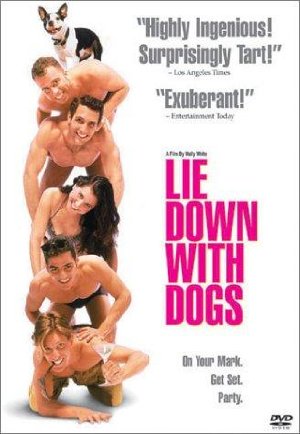 "Highly Ingenious!
Surprisingly Tart!"
– Los Angeles Times
"Exuberant!"
– Entertainment Today
A Film By Wally White
LIE
DOWN
WITH
DOGS
On Your Mark.
Get Set.
Party.
DVD
VIDEO